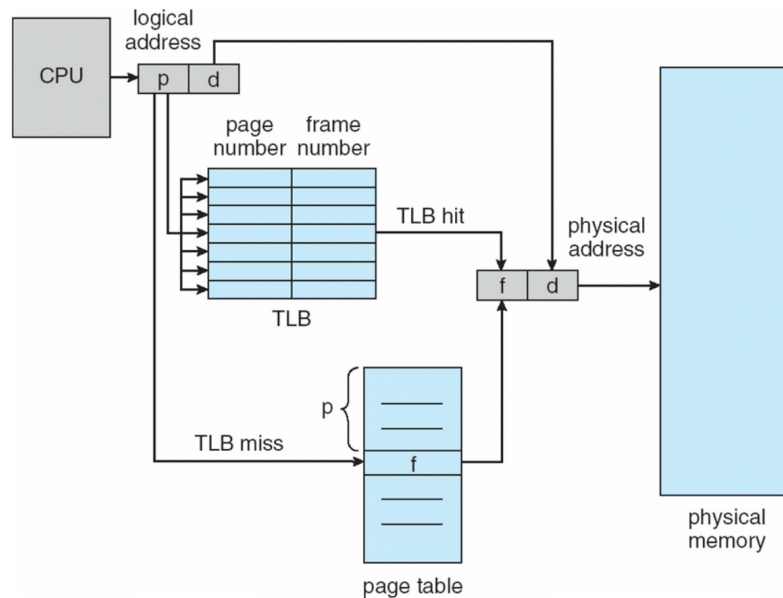 logical
address
CPU
p d
page frame
number number
TLB hit
physical
address
f d
TLB
p
TLB miss
f
page table
physical
memory